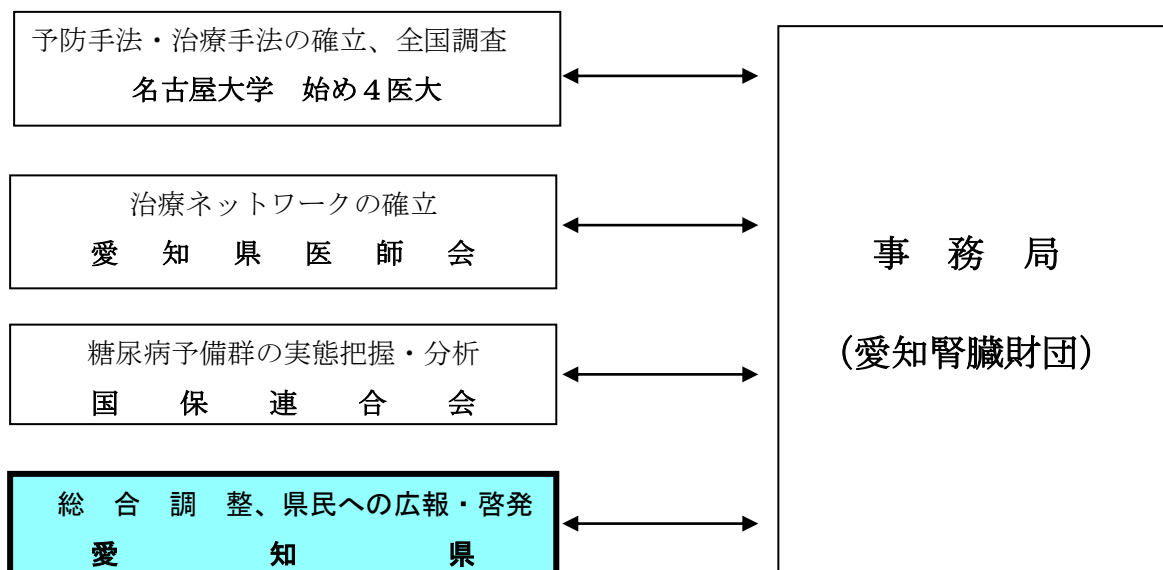 予防手法・治療手法の確立、全国調査
名古屋大学　始め４医大
治療ネットワークの確立
愛　知　県　医　師　会
糖尿病予備群の実態把握・分析
国　保　連　合　会
総　合　調　整、県民への広報・啓発
愛　知　県
事　務　局
（愛知腎臓財団）